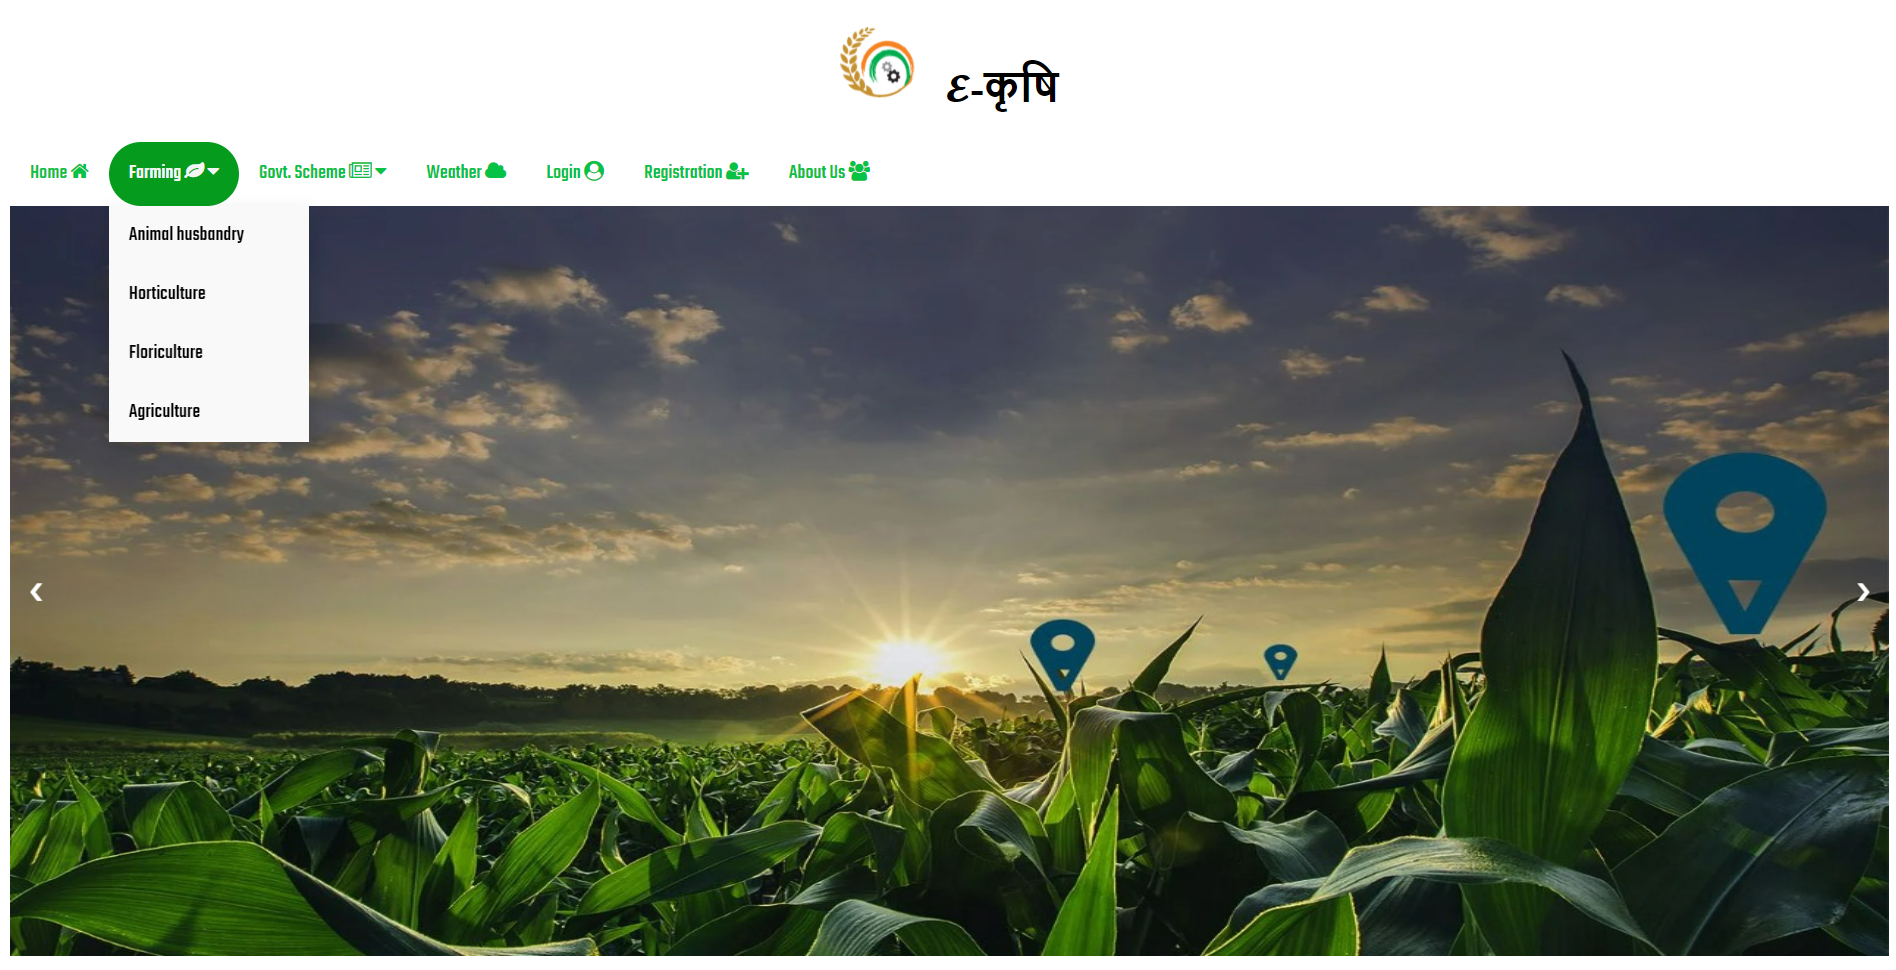 ε-कृषि
Home Farming Govt. Scheme Weather Login Registration About Us
Animal husbandry
Horticulture
Floriculture
Agriculture